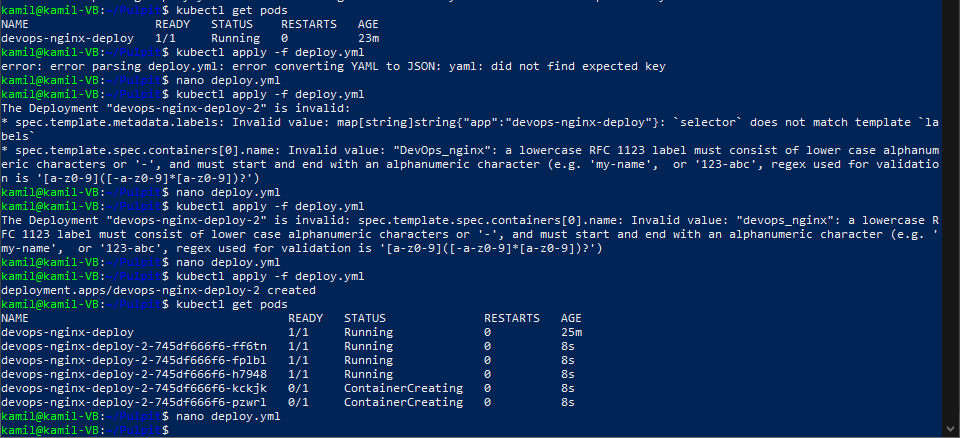 kamil@kamil-VB:$ kubectl get pods
NAME READY STATUS RESTARTS AGE
devops-nginx-deploy 1/1 Running 0 23m
kamil@kamil-VB:$ kubectl apply -f deploy.yml
error: error parsing deploy.yml: error converting YAML to JSON: yaml: did not find expected key
kamil@kamil-VB:$ nano deploy.yml
kamil@kamil-VB:$ kubectl apply -f deploy.yml
The Deployment "devops-nginx-deploy-2" is invalid:
* spec.template.metadata.labels: Invalid value: map[string]string{"app":"devops-nginx-deploy"}: `selector` does not match template `la
bels`
* spec.template.spec.containers[0].name: Invalid value: "DevOps_nginx": a lowercase RFC 1123 label must consist of lower case alphanum
eric characters or '-', and must start and end with an alphanumeric character (e.g. 'my-name',  or '123-abc', regex used for validatio
n is '[a-z0-9]([-a-z0-9]*[a-z0-9])?')
kamil@kamil-VB:$ nano deploy.yml
kamil@kamil-VB:$ kubectl apply -f deploy.yml
The Deployment "devops-nginx-deploy-2" is invalid: spec.template.spec.containers[0].name: Invalid value: "devops_nginx": a lowercase R
FC 1123 label must consist of lower case alphanumeric characters or '-', and must start and end with an alphanumeric character (e.g. '
my-name',  or '123-abc', regex used for validation is '[a-z0-9]([-a-z0-9]*[a-z0-9])?')
kamil@kamil-VB:$ nano deploy.yml
kamil@kamil-VB:$ kubectl apply -f deploy.yml
deployment.apps/devops-nginx-deploy-2 created
kamil@kamil-VB:$ kubectl get pods
NAME READY STATUS RESTARTS AGE
devops-nginx-deploy 1/1 Running 0 25m
devops-nginx-deploy-2-745df666f6-ff6tn 1/1 Running 0 8s
devops-nginx-deploy-2-745df666f6-fplbl 1/1 Running 0 8s
devops-nginx-deploy-2-745df666f6-h7948 1/1 Running 0 8s
devops-nginx-deploy-2-745df666f6-kckjk 0/1 ContainerCreating 0 8s
devops-nginx-deploy-2-745df666f6-pzwrl 0/1 ContainerCreating 0 8s
kamil@kamil-VB:$ nano deploy.yml
kamil@kamil-VB:$